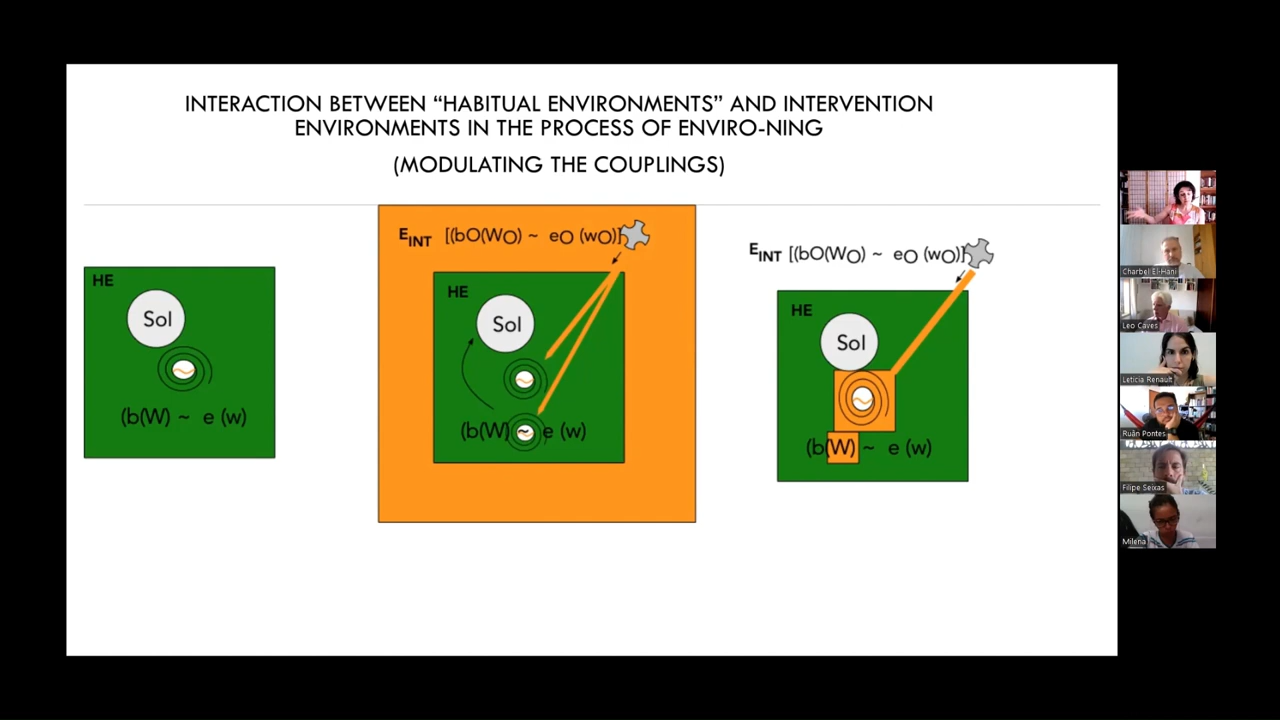 INTERACTION BETWEEN “HABITUAL ENVIRONMENTS” AND INTERVENTION
ENVIRONMENTS IN THE PROCESS OF ENVIRO-NING
(MODULATING THE COUPLINGS)
HE
Sol
(b(W) ~ e (w)
EINT [(bO(WO) ~ eO (wO)]
HE
Sol
(b(W) ~ e (w)
EINT [(bO(WO) ~ eO (wO)]
HE
Sol
(b(W) ~ e (w)
Charbel El-Hani
Leo Caves
Leticia Renault
Ruân Pontes
Filipe Seixas
Milena